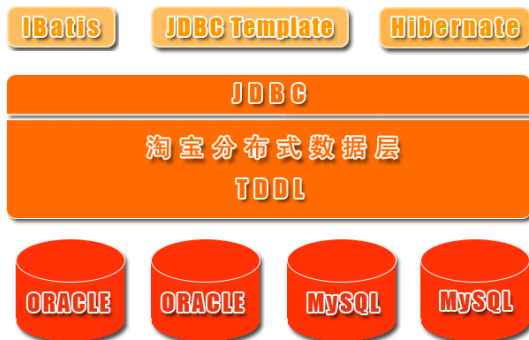 IBatis JDBC Template Hibernate
JDBC
淘宝分布式数据层
TDDL
ORACLE ORACLE MySQL MySQL